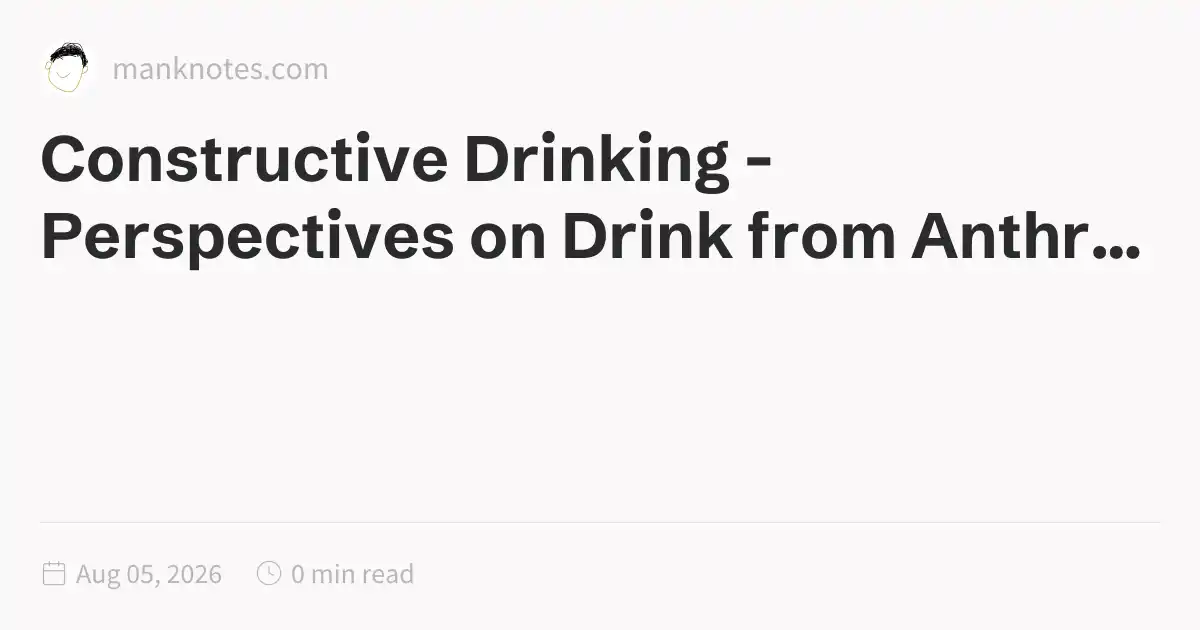 manknotes.com
Constructive Drinking -
Perspectives on Drink from Anthr...
Aug 05, 2026
0 min read